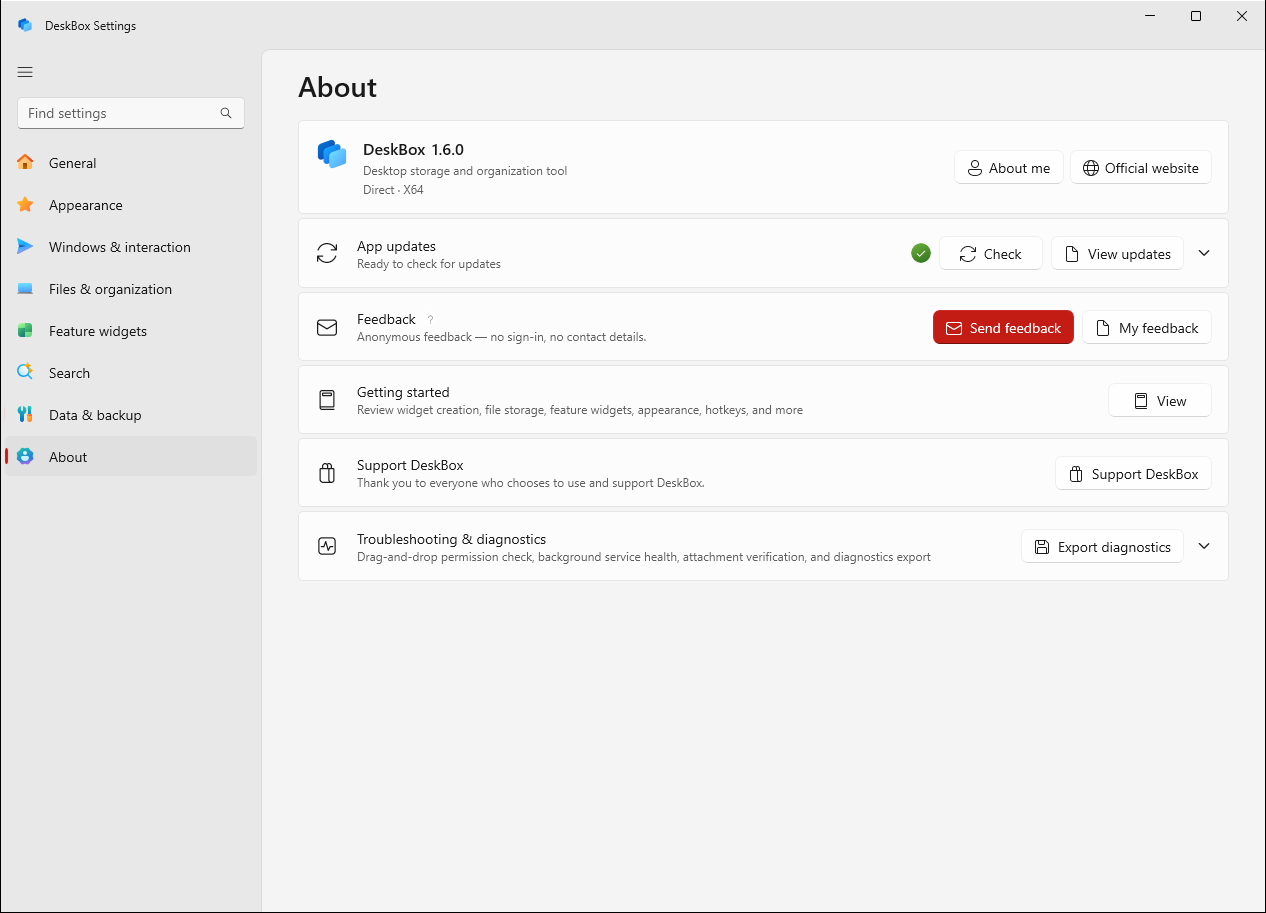 DeskBox Settings
Find settings
General
Appearance
Windows & interaction
Files & organization
Feature widgets
Search
Data & backup
About
About
DeskBox 1.6.0
Desktop storage and organization tool
Direct · X64
About me
Official website
App updates
Ready to check for updates
Check
View updates
Feedback ?
Anonymous feedback — no sign-in, no contact details.
Send feedback
My feedback
Getting started
Review widget creation, file storage, feature widgets, appearance, hotkeys, and more
View
Support DeskBox
Thank you to everyone who chooses to use and support DeskBox.
Support DeskBox
Troubleshooting & diagnostics
Drag-and-drop permission check, background service health, attachment verification, and diagnostics export
Export diagnostics